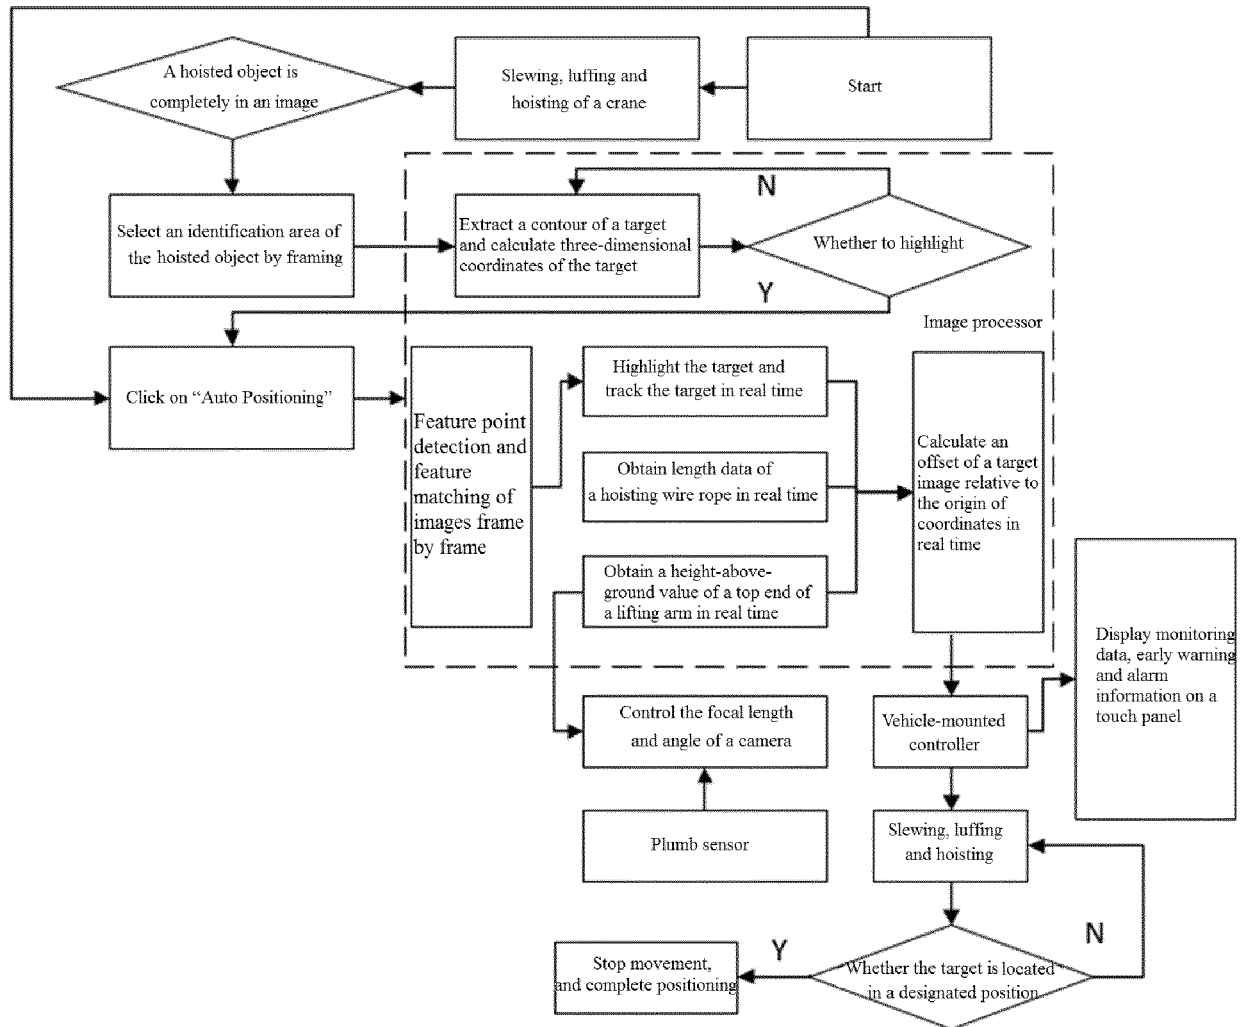 A hoisted object is
completely in an image
Slewing, luffing and
hoisting of a crane
Start
N
Select an identification area of
the hoisted object by framing
Extract a contour of a target
and calculate three-dimensional
coordinates of the target
Whether to highlight
Y
Image processor
Click on “Auto Positioning”
Feature point
detection and
feature
matching of
images frame
by frame
Highlight the target and
track the target in real time
Obtain length data of
a hoisting wire rope in real time
Obtain a height-above-
ground value of a top end of
a lifting arm in real time
Calculate an
offset of a target
image relative to
the origin of
coordinates in
real time
Display monitoring
data, early warning
and alarm
information on a
touch panel
Control the focal length
and angle of a camera
Vehicle-mounted
controller
Plumb sensor
Slewing, luffing
and hoisting
N
Y
Stop movement,
and complete positioning
Whether the target is located
in a designated position